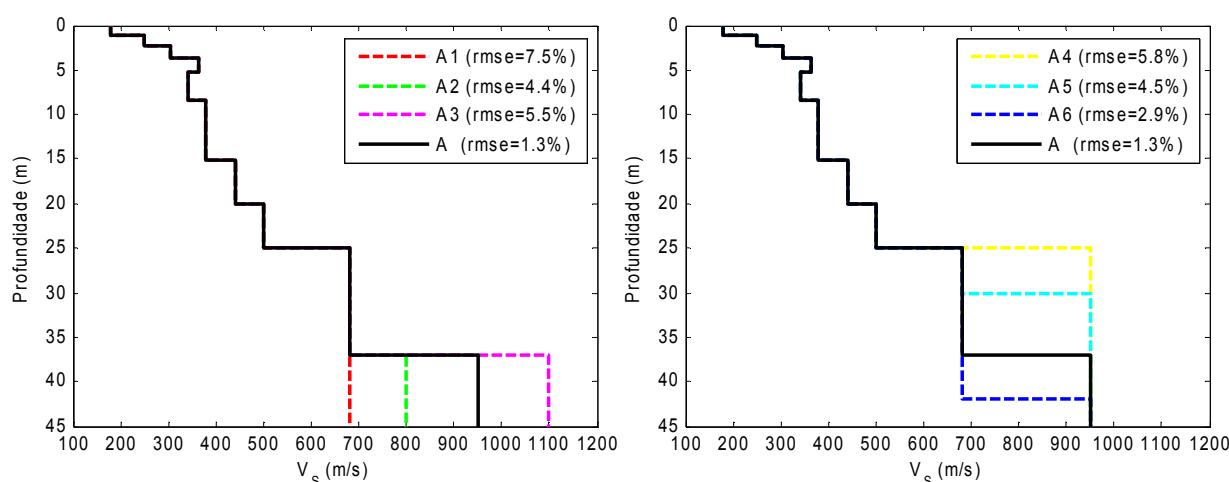 0
5
10
15
20
25
30
35
40
45
Profundidade (m)
A1 (rmse=7.5%)
A2 (rmse=4.4%)
A3 (rmse=5.5%)
A (rmse=1.3%)
100 200 300 400 500 600 700 800 900 1000 1100 1200
V_S (m/s)
0
5
10
15
20
25
30
35
40
45
Profundidade (m)
A4 (rmse=5.8%)
A5 (rmse=4.5%)
A6 (rmse=2.9%)
A (rmse=1.3%)
100 200 300 400 500 600 700 800 900 1000 1100 1200
V_S (m/s)